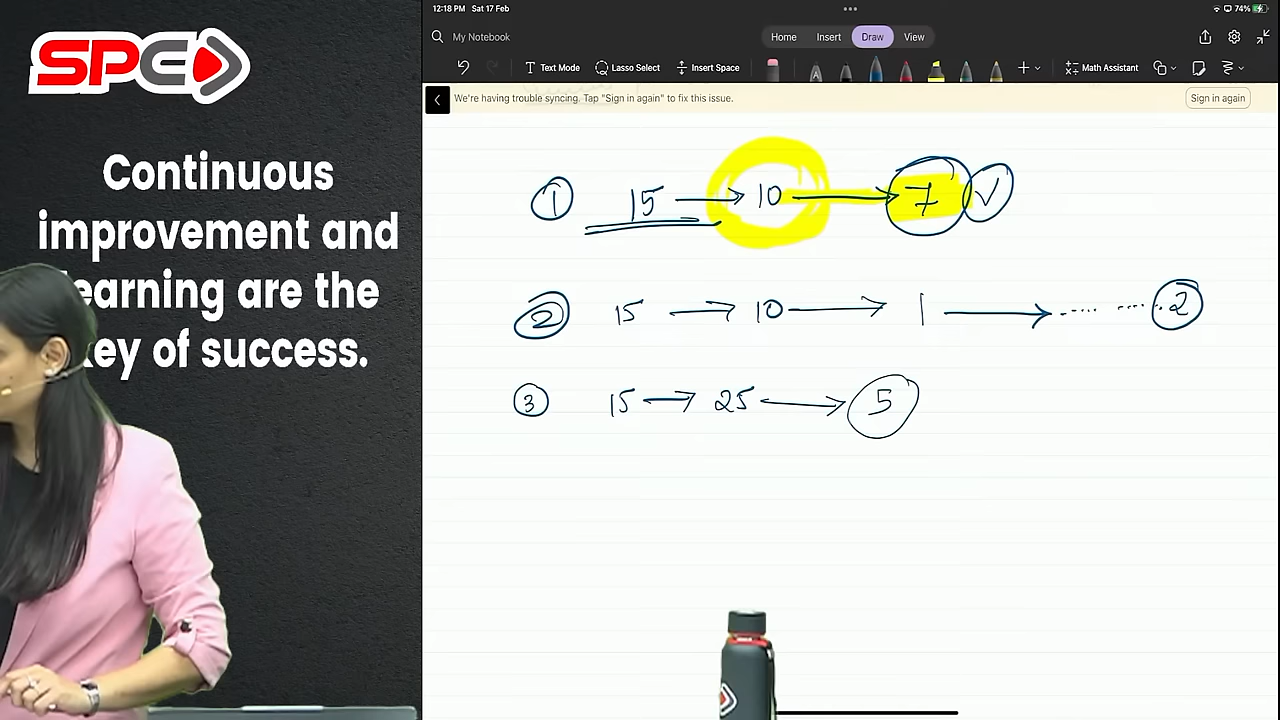 SPC
Continuous
improvement and
learning are the
key of success.
12:18 PM Sat 17 Feb
74%
My Notebook
Home Insert Draw View
Text Mode Lasso Select Insert Space Math Assistant
We're having trouble syncing. Tap "Sign in again" to fix this issue. Sign in again
① 15 → 10 → 7 ✓
② 15 → 10 → 1 → ........ 2
③ 15 → 25 → 5